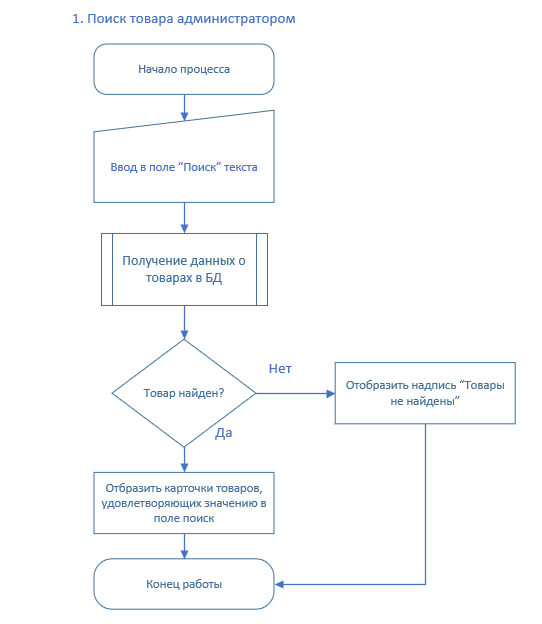 1. Поиск товара администратором
Начало процесса
Ввод в поле “Поиск” текста
Получение данных о
товарах в БД
Товар найден?
Нет
Отобразить надпись “Товары
не найдены”
Да
Отбразить карточки товаров,
удовлетворяющих значению в
поле поиск
Конец работы